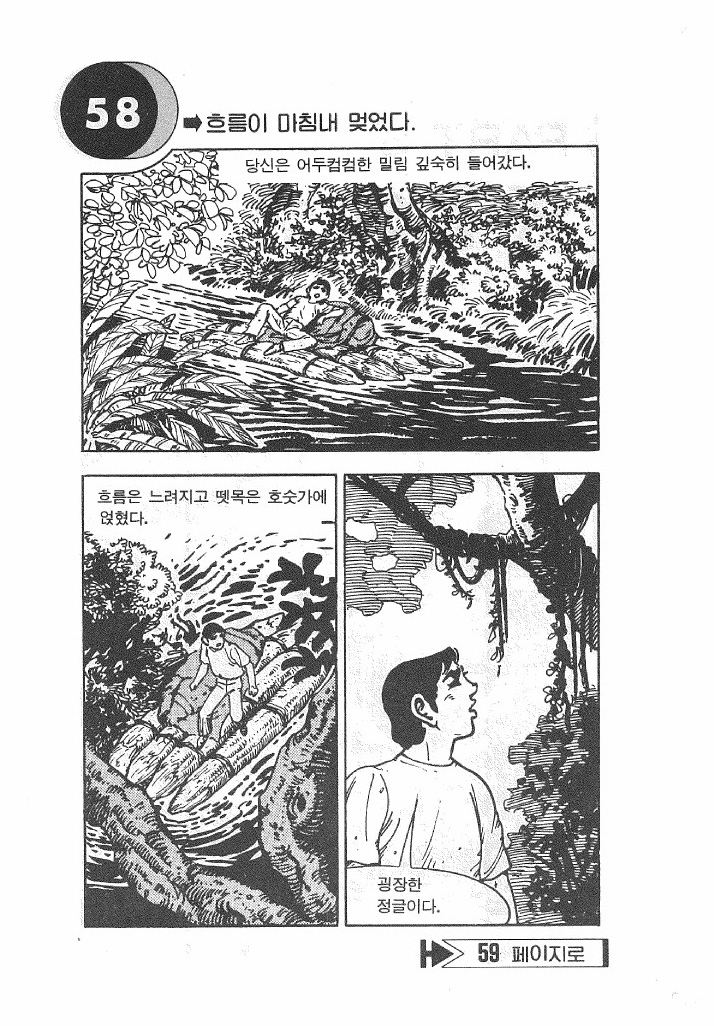 58
➡흐름이 마침내 멎었다.
당신은 어두컴컴한 밀림 깊숙히 들어갔다.
흐름은 느려지고 뗏목은 호숫가에
얹혔다.
굉장한
정글이다.
59 페이지로